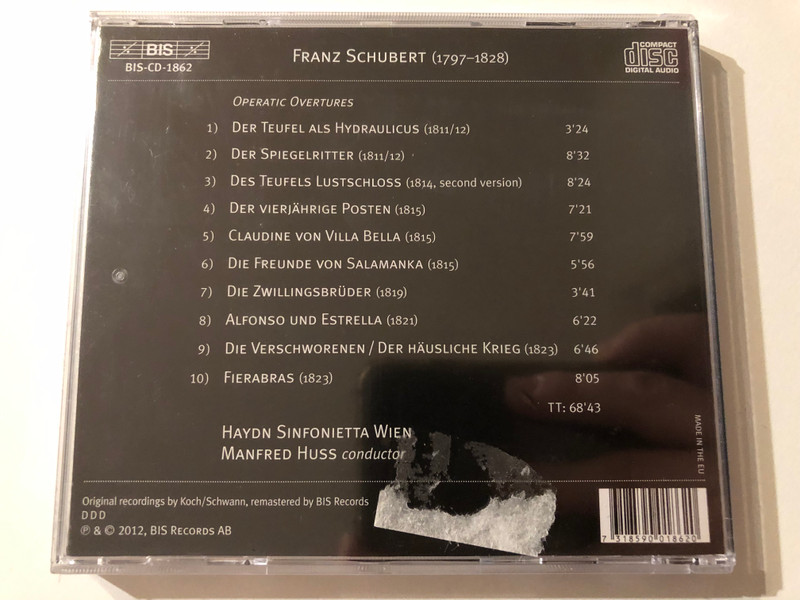 BIS
BIS-CD-1862
FRANZ SCHUBERT (1797–1828)
COMPACT
disc
DIGITAL AUDIO
OPERATIC OVERTURES
1) DER TEUFEL ALS HYDRAULICUS (1811/12) 3'24
2) DER SPIEGELRITTER (1811/12) 8'32
3) DES TEUFELS LUSTSCHLOSS (1814, second version) 8'24
4) DER VIERJÄHRIGE POSTEN (1815) 7'21
5) CLAUDINE VON VILLA BELLA (1815) 7'59
6) DIE FREUNDE VON SALAMANKA (1815) 5'56
7) DIE ZWILLINGSBRÜDER (1819) 3'41
8) ALFONSO UND ESTRELLA (1821) 6'22
9) DIE VERSCHWORENEN / DER HÄUSLICHE KRIEG (1823) 6'46
10) FIERABRAS (1823) 8'05
TT: 68'43
HAYDN SINFONIETTA WIEN
MANFRED HUSS conductor
MADE IN THE EU
Original recordings by Koch/Schwann, remastered by BIS Records
D D D
℗ & © 2012, BIS RECORDS AB
7 318590 018620